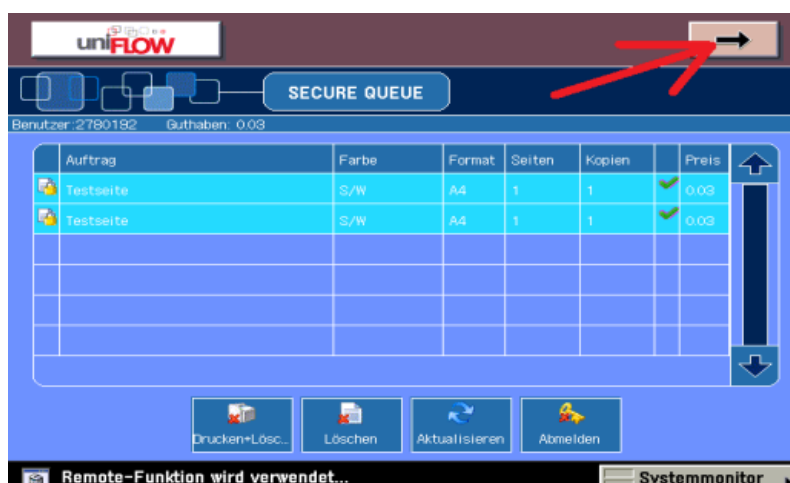 uniFLOW
SECURE QUEUE
Benutzer:2780192 Guthaben: 0.03
Auftrag Farbe Format Seiten Kopien Preis
Testseite S/W A4 1 1 0.03
Testseite S/W A4 1 1 0.03
Drucken+Lösc... Löschen Aktualisieren Abmelden
Remote-Funktion wird verwendet... Systemmonitor